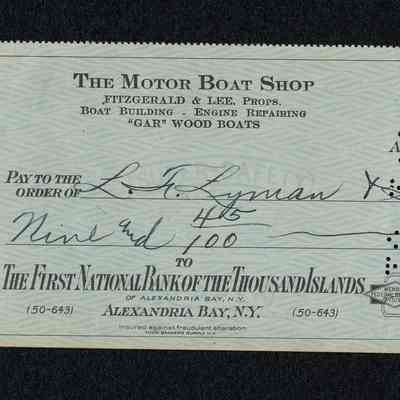 THE MOTOR BOAT SHOP
FITZGERALD & LEE, PROPS.
BOAT BUILDING - ENGINE REPAIRING
"GAR" WOOD BOATS
A
PAY TO THE
ORDER OF L. F. Lyman
Nine and 45/100
TO
THE FIRST NATIONAL BANK OF THE THOUSAND ISLANDS
OF ALEXANDRIA BAY, N.Y.
(50-643) ALEXANDRIA BAY, N.Y. (50-643)
Insured against fraudulent alteration